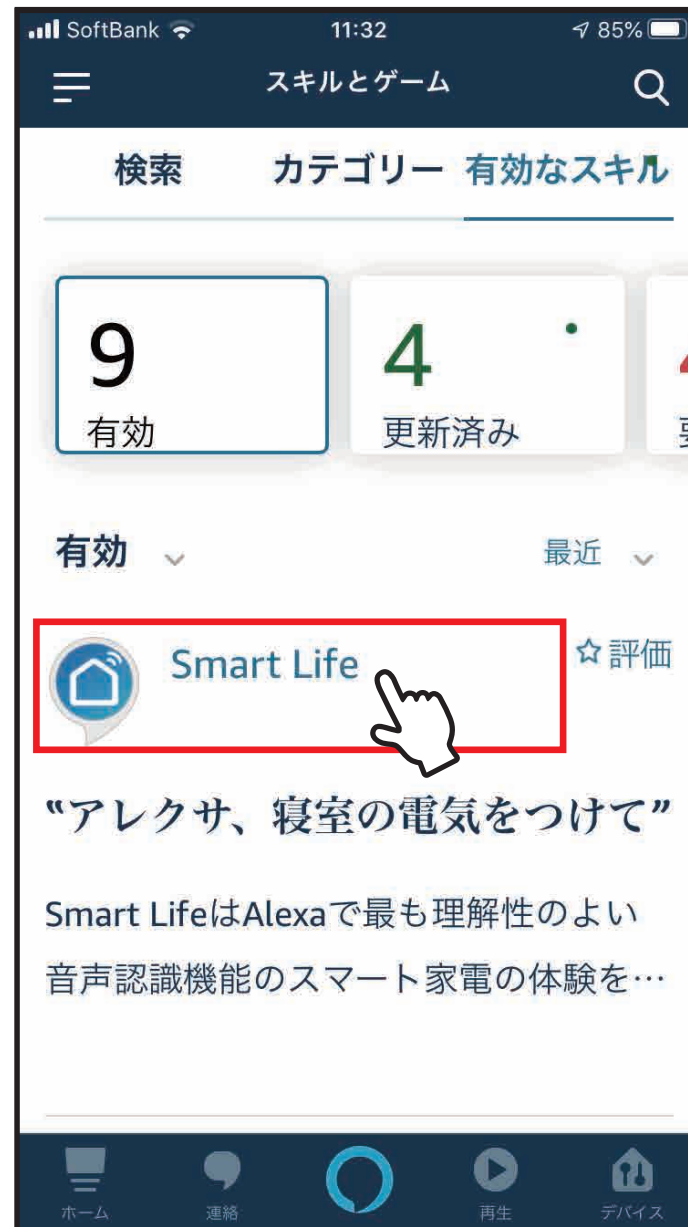 SoftBank 11:32 85%
スキルとゲーム
検索 カテゴリー 有効なスキル
9 4
有効 更新済み
有効 最近
Smart Life ☆評価
“アレクサ、寝室の電気をつけて”
Smart LifeはAlexaで最も理解性のよい
音声認識機能のスマート家電の体験を…
ホーム 連絡 再生 デバイス